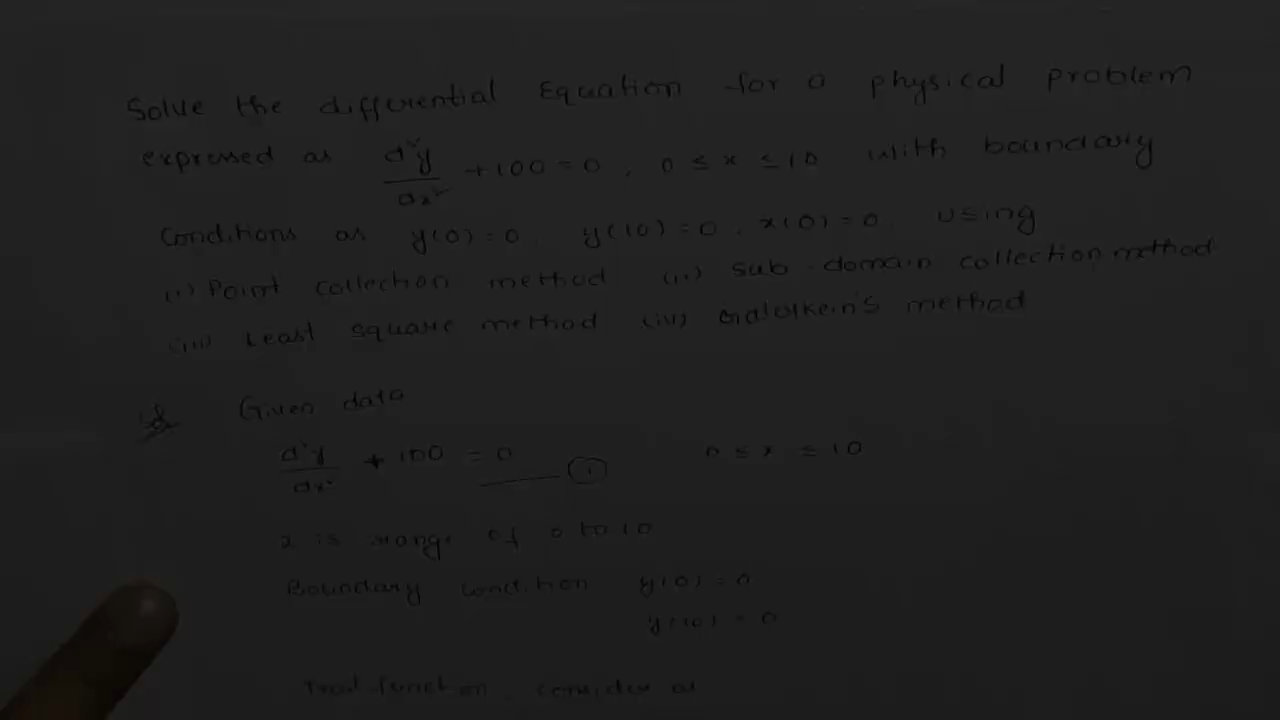 Solve the differential Equation for a physical problem
expressed as d²y/dx² +100=0, 0 ≤ x ≤ 10 with boundary
Conditions as y(0)=0, y(10)=0, x(0)=0, using
(i) Point collection method (ii) Sub-domain collection method
(iii) Least square method (iv) Galerkein's method
Given data
d²y/dx² + 100 = 0 ——— ① 0 ≤ x ≤ 10
x is range of 0 to 10
Boundary condition y(0)=0
y(10)=0
Trail function consider as